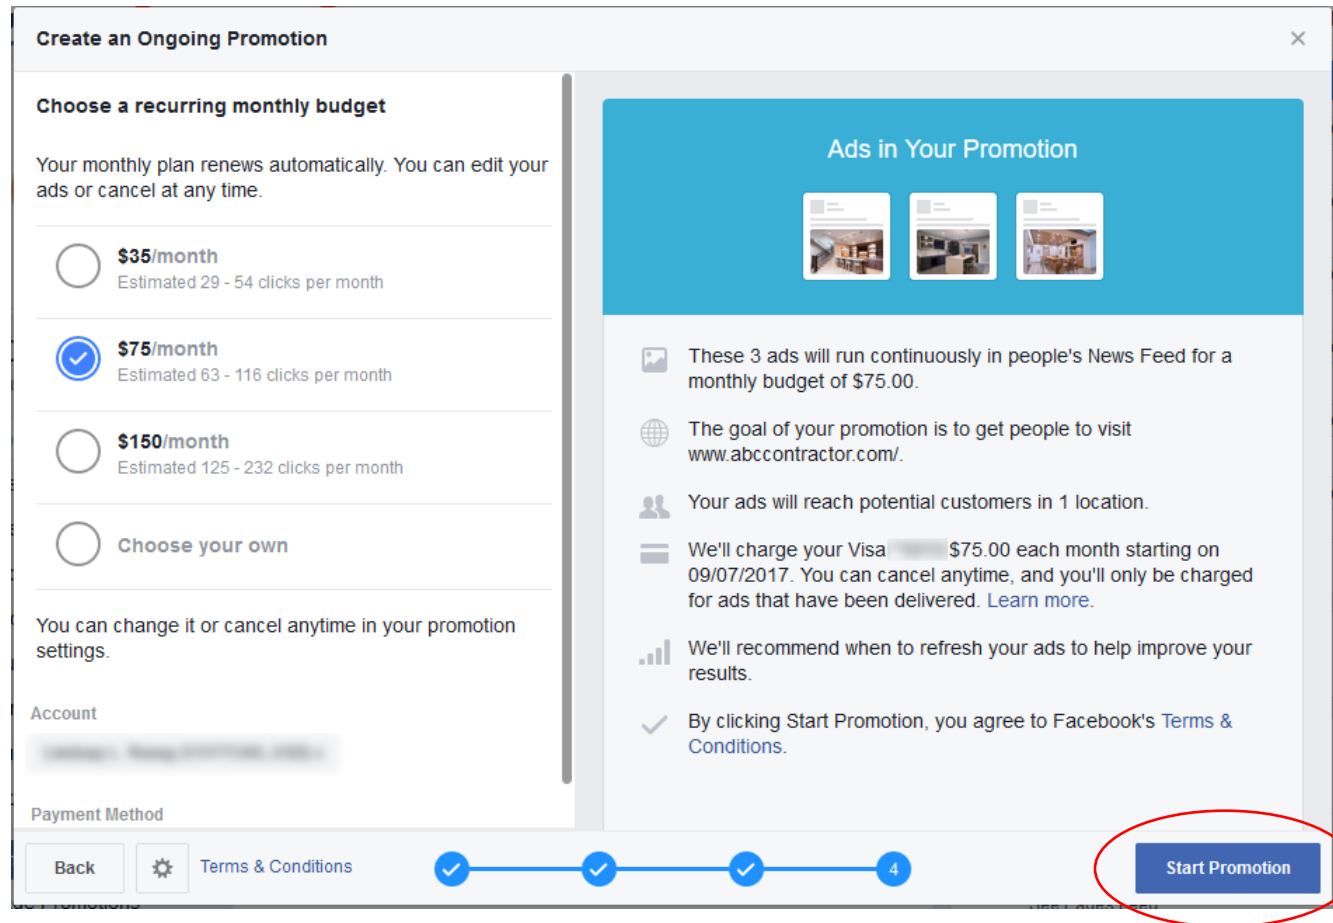 Create an Ongoing Promotion
Choose a recurring monthly budget
Your monthly plan renews automatically. You can edit your
ads or cancel at any time.
$35/month
Estimated 29 - 54 clicks per month
$75/month
Estimated 63 - 116 clicks per month
$150/month
Estimated 125 - 232 clicks per month
Choose your own
You can change it or cancel anytime in your promotion
settings.
Account
Payment Method
Ads in Your Promotion
These 3 ads will run continuously in people's News Feed for a
monthly budget of $75.00.
The goal of your promotion is to get people to visit
www.abccontractor.com/.
Your ads will reach potential customers in 1 location.
We'll charge your Visa $75.00 each month starting on
09/07/2017. You can cancel anytime, and you'll only be charged
for ads that have been delivered. Learn more.
We'll recommend when to refresh your ads to help improve your
results.
By clicking Start Promotion, you agree to Facebook's Terms &
Conditions.
Back
Terms & Conditions
4
Start Promotion